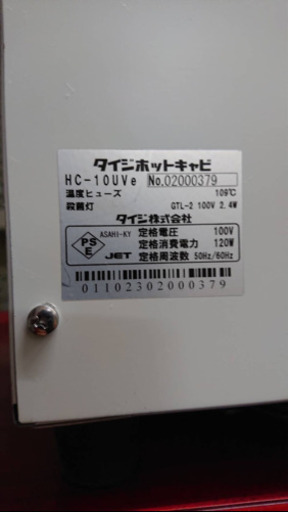 タイジホットキャビ
HC-10UVe No.02000379
温度ヒューズ 109℃
殺菌灯 GTL-2 100V 2.4W
タイジ株式会社
ASAHI-KY 定格電圧 100V
PS E 定格消費電力 120W
JET 定格周波数 50Hz/60Hz
01102302000379